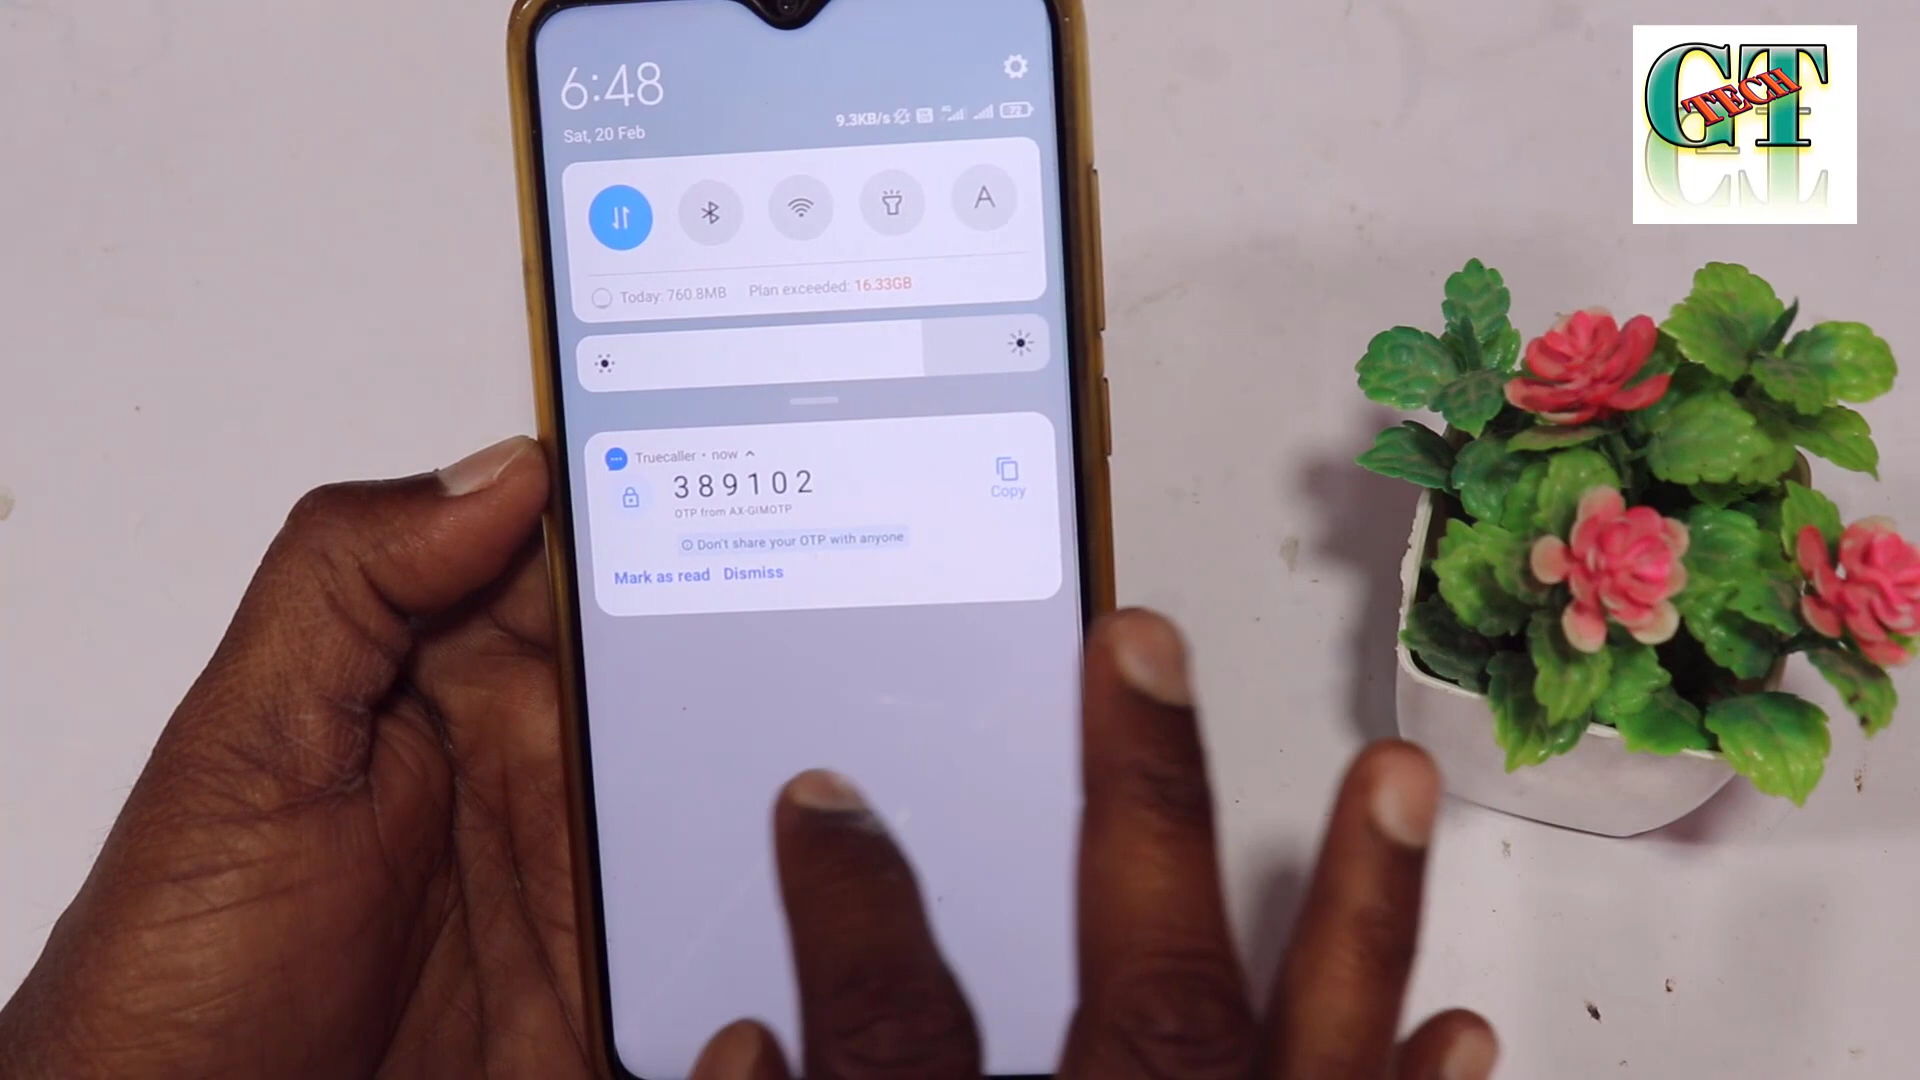 6:48
Sat, 20 Feb
9.3KB/s
72
A
Today: 760.8MB Plan exceeded: 16.33GB
Truecaller • now
389102
OTP from AX-GIMOTP
Copy
Don't share your OTP with anyone
Mark as read Dismiss
GT
TECH